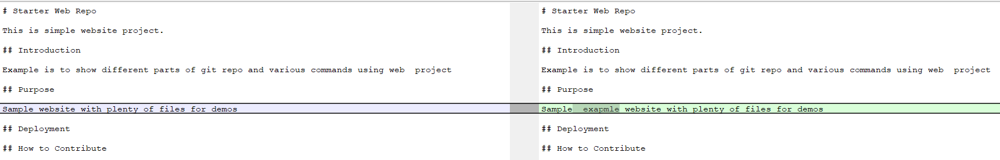 # Starter Web Repo
This is simple website project.
## Introduction
Example is to show different parts of git repo and various commands using web  project
## Purpose
Sample website with plenty of files for demos
## Deployment
## How to Contribute
# Starter Web Repo
This is simple website project.
## Introduction
Example is to show different parts of git repo and various commands using web  project
## Purpose
Sample  exapmle website with plenty of files for demos
## Deployment
## How to Contribute